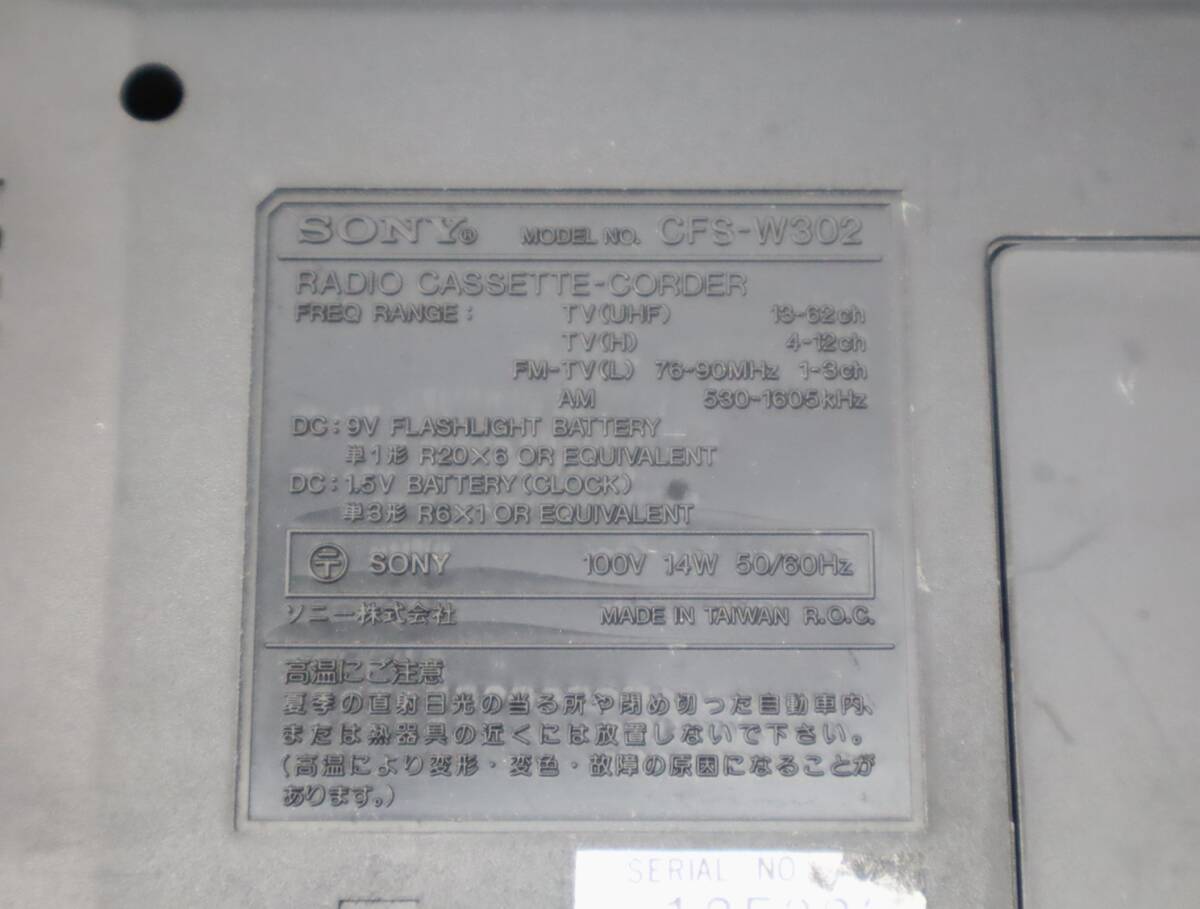 SONY® MODEL NO. CFS-W302
RADIO CASSETTE-CORDER
FREQ RANGE: TV(UHF) 13-62ch
TV(H) 4-12ch
FM-TV(L) 76-90MHz 1-3ch
AM 530-1605kHz
DC:9V FLASHLIGHT BATTERY
単1形 R20×6 OR EQUIVALENT
DC:1.5V BATTERY(CLOCK)
単3形 R6×1 OR EQUIVALENT
〒 SONY 100V 14W 50/60Hz
ソニー株式会社 MADE IN TAIWAN R.O.C.
高温にご注意
夏季の直射日光の当る所や閉め切った自動車内、
または熱器具の近くには放置しないで下さい。
(高温により変形・変色・故障の原因になることが
あります。)
SERIAL NO